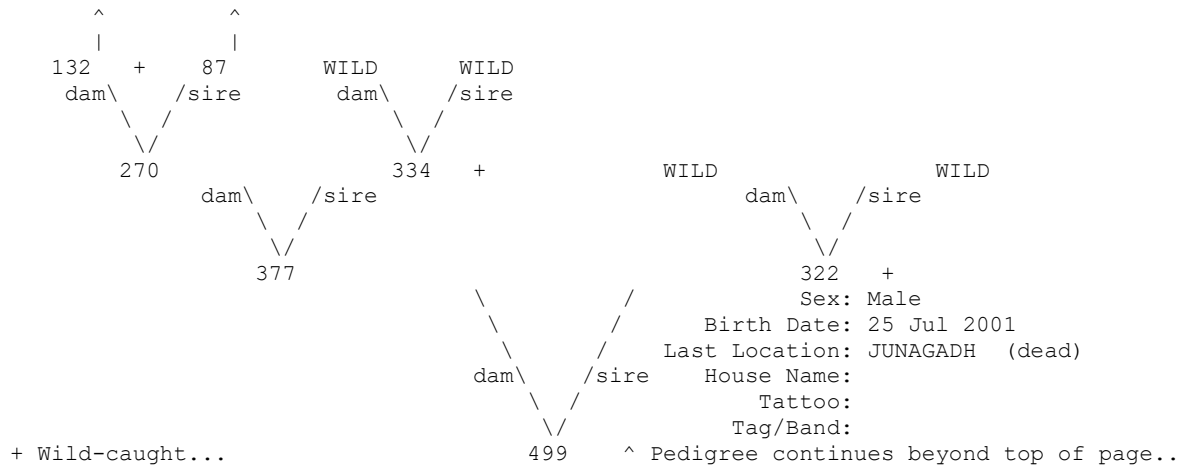 ^ ^
| |
132 + 87 WILD WILD
dam\ /sire dam\ /sire
\ / \ /
\/ \/
270 334 + WILD WILD
dam\ /sire dam\ /sire
\ / \ /
\/ \/
377 322 +
\ / Sex: Male
\ / Birth Date: 25 Jul 2001
\ / Last Location: JUNAGADH (dead)
dam\ /sire House Name:
\ / Tattoo:
\/ Tag/Band:
+ Wild-caught... 499 ^ Pedigree continues beyond top of page..